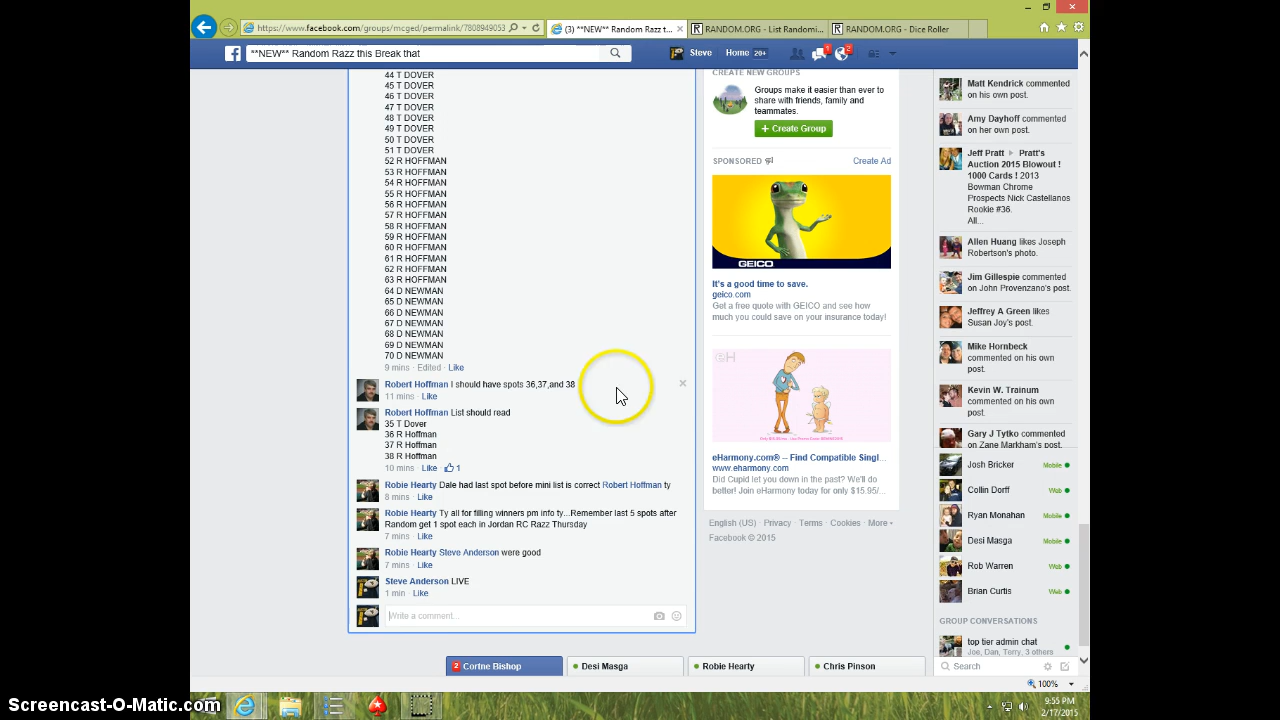 https://www.facebook.com/groups/mcged/permalink/7808949053
(3) **NEW** Random Razz t...
RANDOM.ORG - List Randomi...
RANDOM.ORG - Dice Roller
**NEW** Random Razz this Break that
Steve
Home 20+
1
2
44 T DOVER
45 T DOVER
46 T DOVER
47 T DOVER
48 T DOVER
49 T DOVER
50 T DOVER
51 T DOVER
52 R HOFFMAN
53 R HOFFMAN
54 R HOFFMAN
55 R HOFFMAN
56 R HOFFMAN
57 R HOFFMAN
58 R HOFFMAN
59 R HOFFMAN
60 R HOFFMAN
61 R HOFFMAN
62 R HOFFMAN
63 R HOFFMAN
64 D NEWMAN
65 D NEWMAN
66 D NEWMAN
67 D NEWMAN
68 D NEWMAN
69 D NEWMAN
70 D NEWMAN
9 mins · Edited · Like
Robert Hoffman I should have spots 36,37,and 38
11 mins · Like
Robert Hoffman List should read
35 T Dover
36 R Hoffman
37 R Hoffman
38 R Hoffman
10 mins · Like · 1
Robie Hearty Dale had last spot before mini list is correct Robert Hoffman ty
8 mins · Like
Robie Hearty Ty all for filling winners pm info ty...Remember last 5 spots after
Random get 1 spot each in Jordan RC Razz Thursday
7 mins · Like
Robie Hearty Steve Anderson were good
7 mins · Like
Steve Anderson LIVE
1 min · Like
Write a comment...
CREATE NEW GROUPS
Groups make it easier than ever to
share with friends, family and
teammates.
+ Create Group
SPONSORED
Create Ad
GEICO
It's a good time to save.
geico.com
Get a free quote with GEICO and see how
much you could save on your insurance today!
eH
eHarmony.com® -- Find Compatible Singl...
www.eharmony.com
Did Cupid let you down in the past? We'll do
better! Join eHarmony today for only $15.95/...
English (US) · Privacy · Terms · Cookies · More
Facebook © 2015
Matt Kendrick commented
on his own post.
Amy Dayhoff commented
on her own post.
Jeff Pratt ▸ Pratt's
Auction 2015 Blowout !
1000 Cards ! 2013
Bowman Chrome
Prospects Nick Castellanos
Rookie #36.
All...
Allen Huang likes Joseph
Robertson's photo.
Jim Gillespie commented
on John Provenzano's post.
Jeffrey A Green likes
Susan Joy's post.
Mike Hornbeck
commented on his own
post.
Kevin W. Trainum
commented on his own
post.
Gary J Tytko commented
on Zane Markham's post.
Josh Bricker Mobile
Collin Dorff Web
Ryan Monahan Mobile
Desi Masga Mobile
Rob Warren Web
Brian Curtis Web
GROUP CONVERSATIONS
top tier admin chat
Joe, Dan, Terry, 3 others
Search
2 Cortne Bishop
Desi Masga
Robie Hearty
Chris Pinson
100%
Screencast-O-Matic.com
9:55 PM
2/17/2015